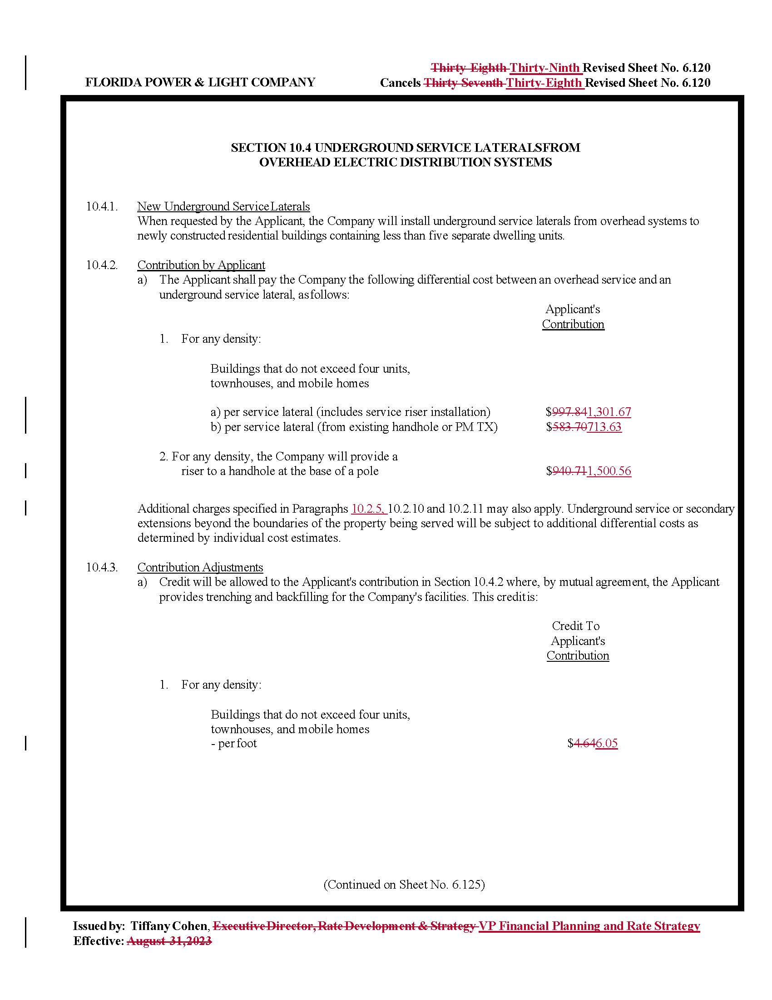 Thirty-Eighth Thirty-Ninth Revised Sheet No. 6.120
FLORIDA POWER & LIGHT COMPANY Cancels Thirty-Seventh Thirty-Eighth Revised Sheet No. 6.120
SECTION 10.4 UNDERGROUND SERVICE LATERALSFROM
OVERHEAD ELECTRIC DISTRIBUTION SYSTEMS
10.4.1. New Underground Service Laterals
When requested by the Applicant, the Company will install underground service laterals from overhead systems to
newly constructed residential buildings containing less than five separate dwelling units.
10.4.2. Contribution by Applicant
a) The Applicant shall pay the Company the following differential cost between an overhead service and an
underground service lateral, as follows:
Applicant's
Contribution
1. For any density:
Buildings that do not exceed four units,
townhouses, and mobile homes
a) per service lateral (includes service riser installation) $997.841,301.67
b) per service lateral (from existing handhole or PM TX) $583.70713.63
2. For any density, the Company will provide a
riser to a handhole at the base of a pole $940.711,500.56
Additional charges specified in Paragraphs 10.2.5, 10.2.10 and 10.2.11 may also apply. Underground service or secondary
extensions beyond the boundaries of the property being served will be subject to additional differential costs as
determined by individual cost estimates.
10.4.3. Contribution Adjustments
a) Credit will be allowed to the Applicant's contribution in Section 10.4.2 where, by mutual agreement, the Applicant
provides trenching and backfilling for the Company's facilities. This credit is:
Credit To
Applicant's
Contribution
1. For any density:
Buildings that do not exceed four units,
townhouses, and mobile homes
- per foot $4.646.05
(Continued on Sheet No. 6.125)
Issued by: Tiffany Cohen, Executive Director, Rate Development & Strategy VP Financial Planning and Rate Strategy
Effective: August 31, 2023